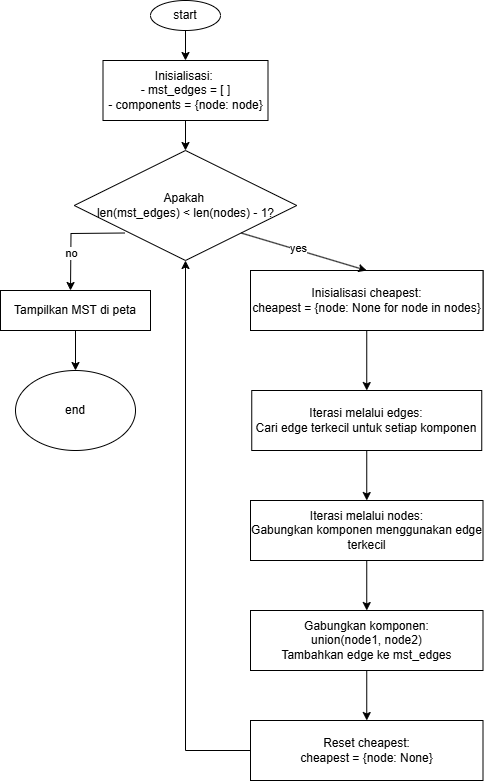 start
Inisialisasi:
- mst_edges = [ ]
- components = {node: node}
Apakah
len(mst_edges) < len(nodes) - 1?
no
yes
Tampilkan MST di peta
end
Inisialisasi cheapest:
cheapest = {node: None for node in nodes}
Iterasi melalui edges:
Cari edge terkecil untuk setiap komponen
Iterasi melalui nodes:
Gabungkan komponen menggunakan edge
terkecil
Gabungkan komponen:
union(node1, node2)
Tambahkan edge ke mst_edges
Reset cheapest:
cheapest = {node: None}